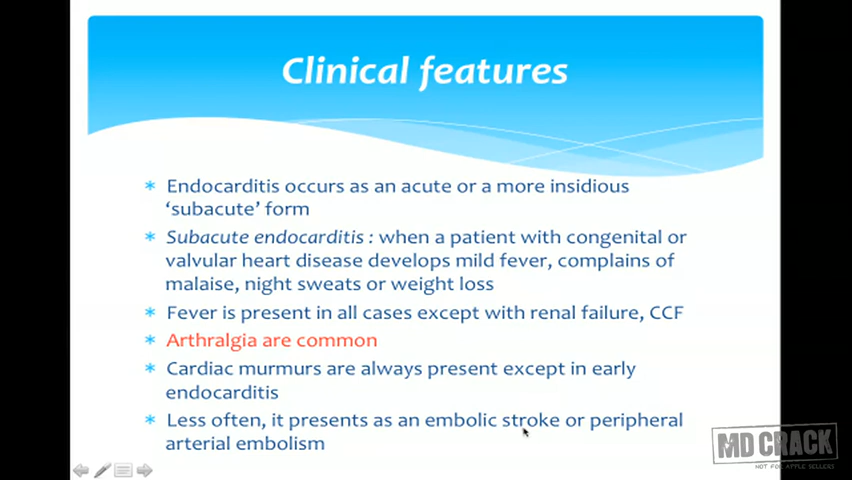 Clinical features
* Endocarditis occurs as an acute or a more insidious
'subacute' form
* Subacute endocarditis : when a patient with congenital or
valvular heart disease develops mild fever, complains of
malaise, night sweats or weight loss
* Fever is present in all cases except with renal failure, CCF
* Arthralgia are common
* Cardiac murmurs are always present except in early
endocarditis
* Less often, it presents as an embolic stroke or peripheral
arterial embolism
MD CRACK
NOT FOR APPLE SELLERS